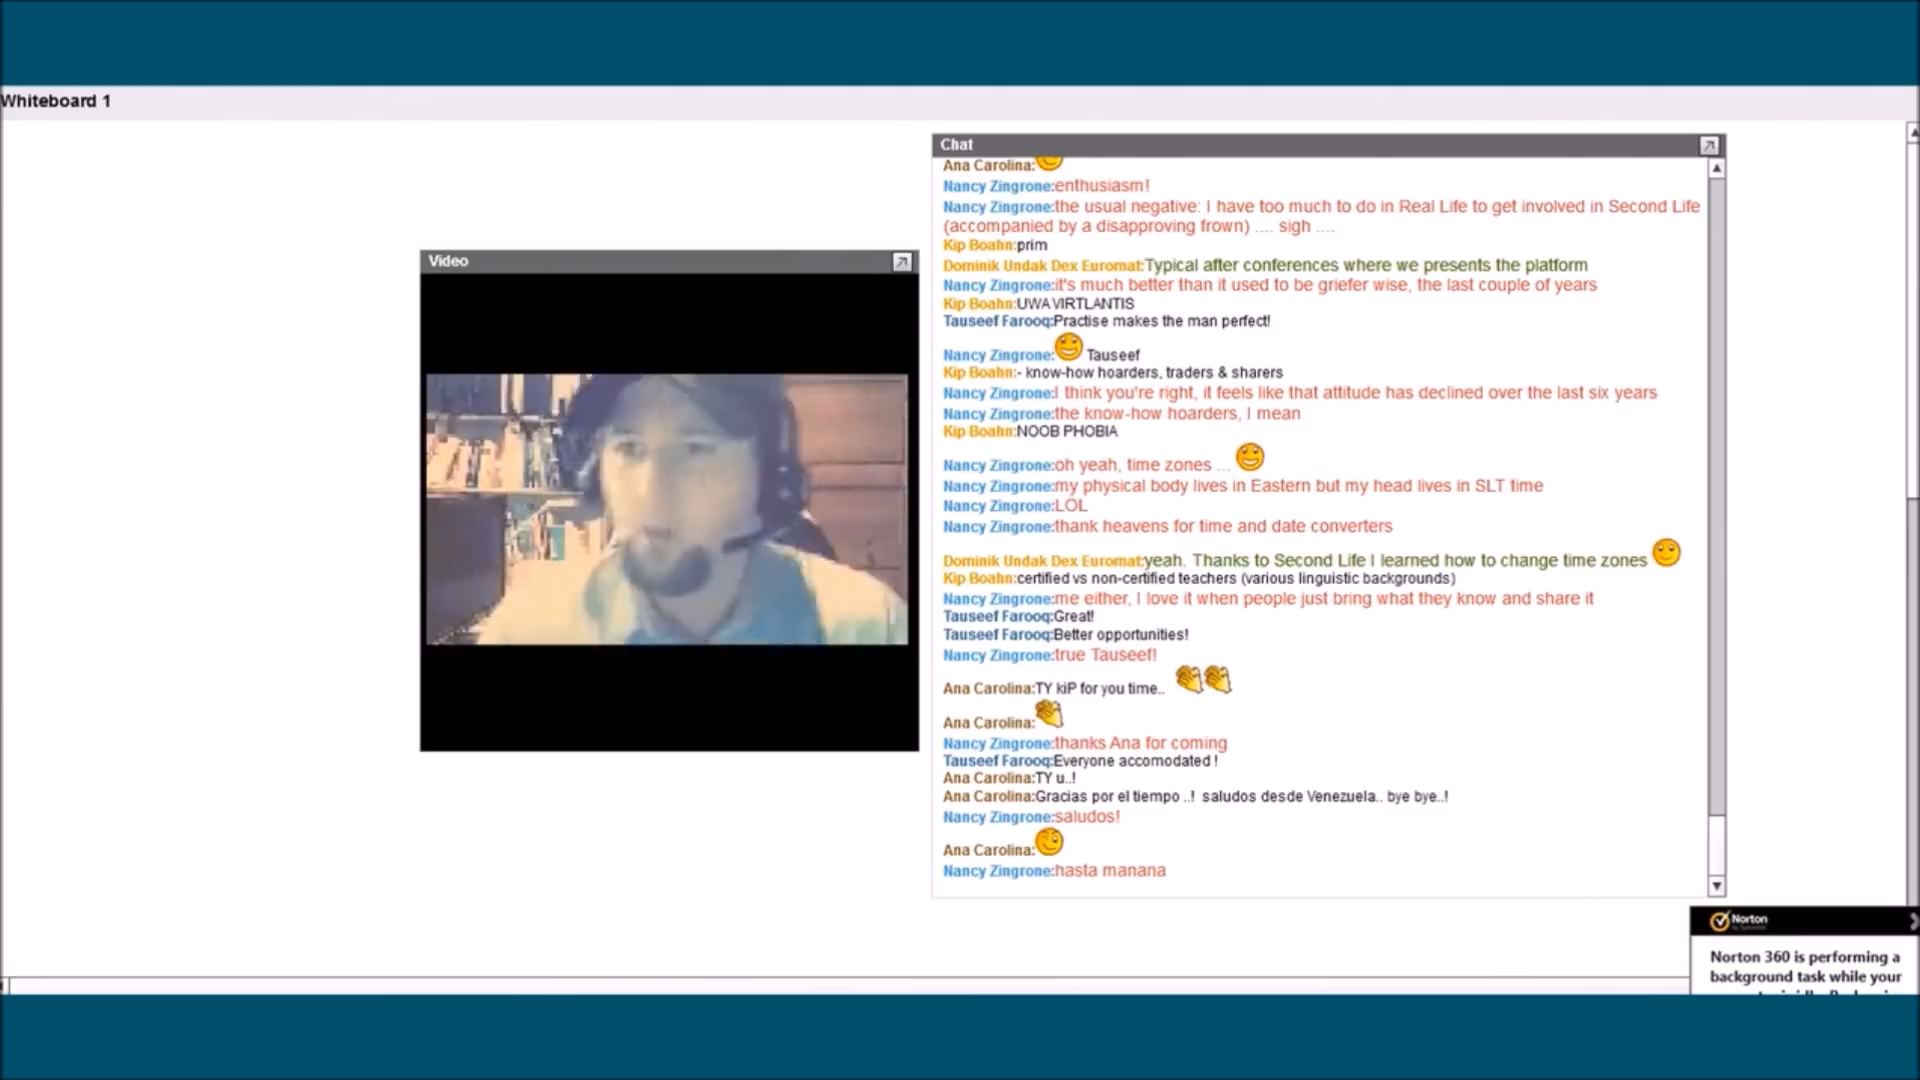 Whiteboard 1
Video
Chat
Ana Carolina:
Nancy Zingrone:enthusiasm!
Nancy Zingrone:the usual negative: I have too much to do in Real Life to get involved in Second Life
(accompanied by a disapproving frown) .... sigh ....
Kip Boahn:prim
Dominik Undak Dex Euromat:Typical after conferences where we presents the platform
Nancy Zingrone:it's much better than it used to be griefer wise, the last couple of years
Kip Boahn:UWA VIRTLANTIS
Tauseef Farooq:Practise makes the man perfect!
Nancy Zingrone: Tauseef
Kip Boahn:- know-how hoarders, traders & sharers
Nancy Zingrone:I think you're right, it feels like that attitude has declined over the last six years
Nancy Zingrone:the know-how hoarders, I mean
Kip Boahn:NOOB PHOBIA
Nancy Zingrone:oh yeah, time zones ...
Nancy Zingrone:my physical body lives in Eastern but my head lives in SLT time
Nancy Zingrone:LOL
Nancy Zingrone:thank heavens for time and date converters
Dominik Undak Dex Euromat:yeah. Thanks to Second Life I learned how to change time zones
Kip Boahn:certified vs non-certified teachers (various linguistic backgrounds)
Nancy Zingrone:me either, I love it when people just bring what they know and share it
Tauseef Farooq:Great!
Tauseef Farooq:Better opportunities!
Nancy Zingrone:true Tauseef!
Ana Carolina:TY kiP for you time..
Ana Carolina:
Nancy Zingrone:thanks Ana for coming
Tauseef Farooq:Everyone accomodated !
Ana Carolina:TY u..!
Ana Carolina:Gracias por el tiempo ..! saludos desde Venezuela.. bye bye..!
Nancy Zingrone:saludos!
Ana Carolina:
Nancy Zingrone:hasta manana
Norton
Norton 360 is performing a
background task while your